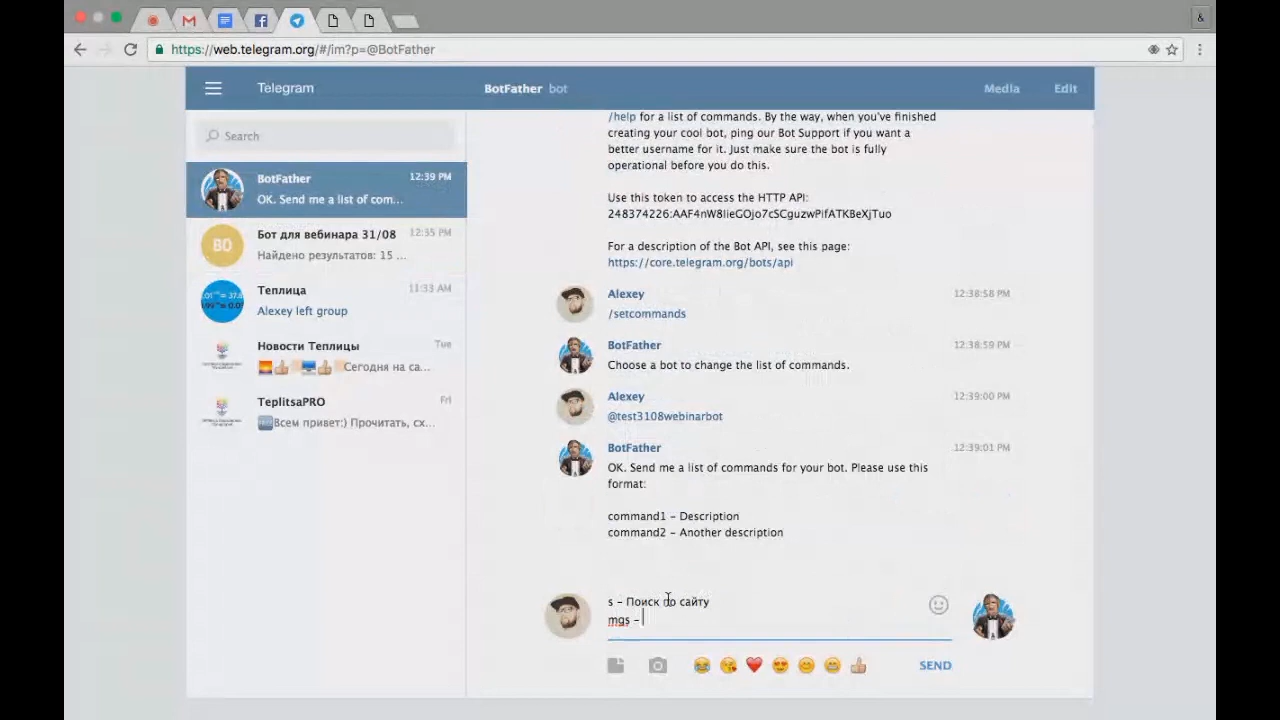 &
https://web.telegram.org/#/im?p=@BotFather
Telegram
BotFather bot
Media
Edit
Search
BotFather 12:39 PM
OK. Send me a list of com...
BO
Бот для вебинара 31/08 12:35 PM
Найдено результатов: 15 ...
Теплица 11:33 AM
Alexey left group
Новости Теплицы Tue
Сегодня на са...
TeplitsaPRO Fri
Всем привет:) Прочитать, сх...
/help for a list of commands. By the way, when you've finished
creating your cool bot, ping our Bot Support if you want a
better username for it. Just make sure the bot is fully
operational before you do this.
Use this token to access the HTTP API:
248374226:AAF4nW8IieGOjo7cSCguzwPifATKBeXjTuo
For a description of the Bot API, see this page:
https://core.telegram.org/bots/api
Alexey 12:38:58 PM
/setcommands
BotFather 12:38:59 PM
Choose a bot to change the list of commands.
Alexey 12:39:00 PM
@test3108webinarbot
BotFather 12:39:01 PM
OK. Send me a list of commands for your bot. Please use this
format:
command1 - Description
command2 - Another description
s - Поиск по сайту
mgs -
SEND